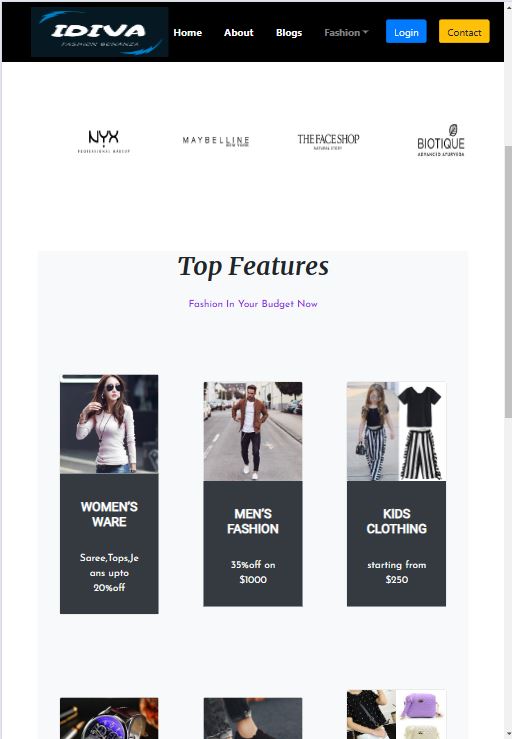 IDIVA
FASHION BONANZA
Home About Blogs Fashion Login Contact
NYX
PROFESSIONAL MAKEUP
MAYBELLINE
NEW YORK
THE FACE SHOP
NATURAL STORY
BIOTIQUE
ADVANCED AYURVEDA
Top Features
Fashion In Your Budget Now
WOMEN'S
WARE
Saree,Tops,Je
ans upto
20%off
MEN'S
FASHION
35%off on
$1000
KIDS
CLOTHING
starting from
$250